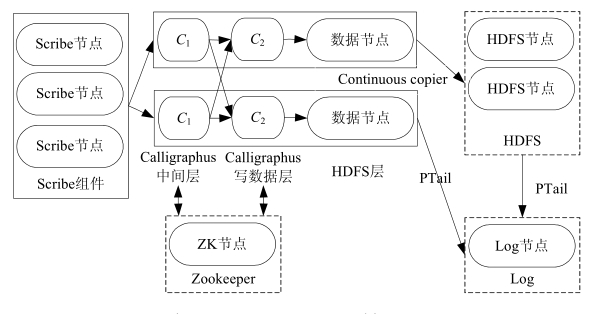 Scribe节点
Scribe节点
Scribe节点
Scribe组件
C1
C2
数据节点
Continuous copier
C1
C2
数据节点
Calligraphus
中间层
Calligraphus
写数据层
HDFS层
PTail
HDFS节点
HDFS节点
HDFS
PTail
ZK节点
Zookeeper
Log节点
Log